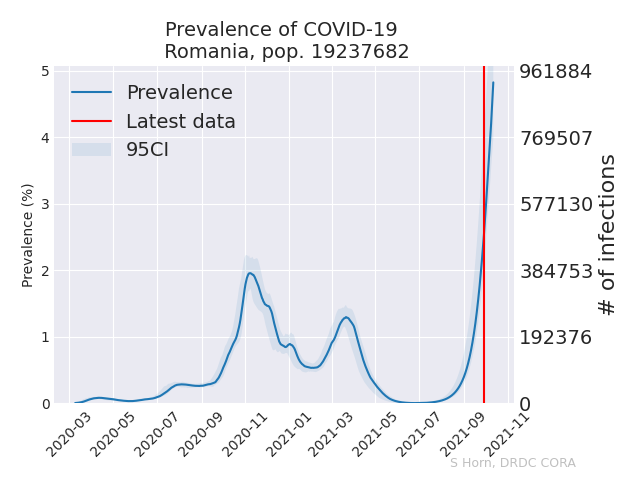 Prevalence of COVID-19
Romania, pop. 19237682
Prevalence
Latest data
95CI
Prevalence (%)
5
4
3
2
1
0
961884
769507
577130
384753
192376
0
# of infections
2020-03
2020-05
2020-07
2020-09
2020-11
2021-01
2021-03
2021-05
2021-07
2021-09
2021-11
S Horn, DRDC CORA